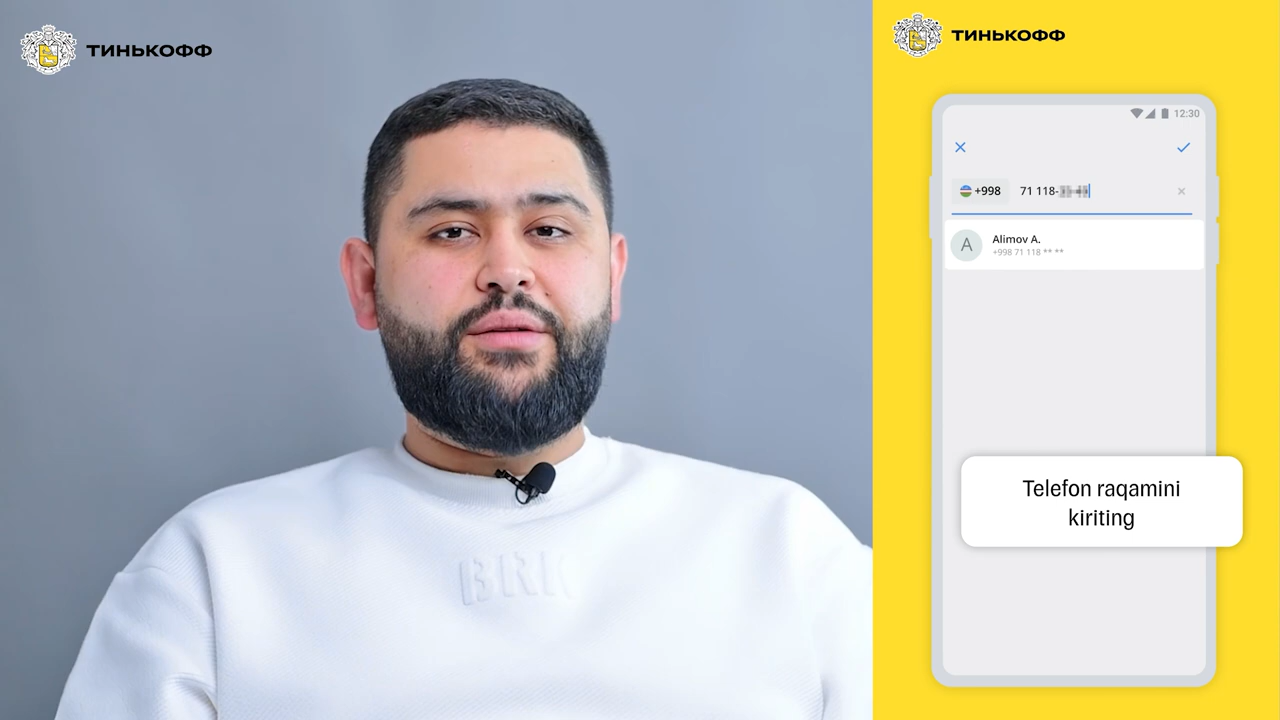 ТИНЬКОФФ
BRK
ТИНЬКОФФ
12:30
+998 71 118-
Alimov A.
+998 71 118 ** **
Telefon raqamini
kiriting